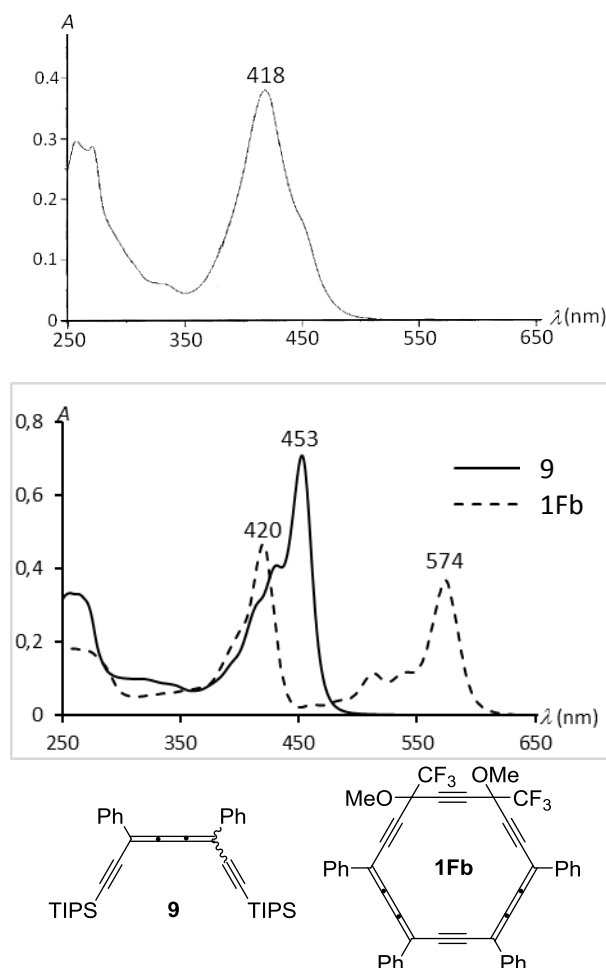 A
418
0.4
0.3
0.2
0.1
0
λ(nm)
250 350 450 550 650
A
0,8
453
9
1Fb
0,6
420
574
0,4
0,2
0
λ (nm)
250 350 450 550 650
CF3 OMe
MeO CF3
Ph Ph
Ph 1Fb Ph
TIPS 9 TIPS
Ph Ph